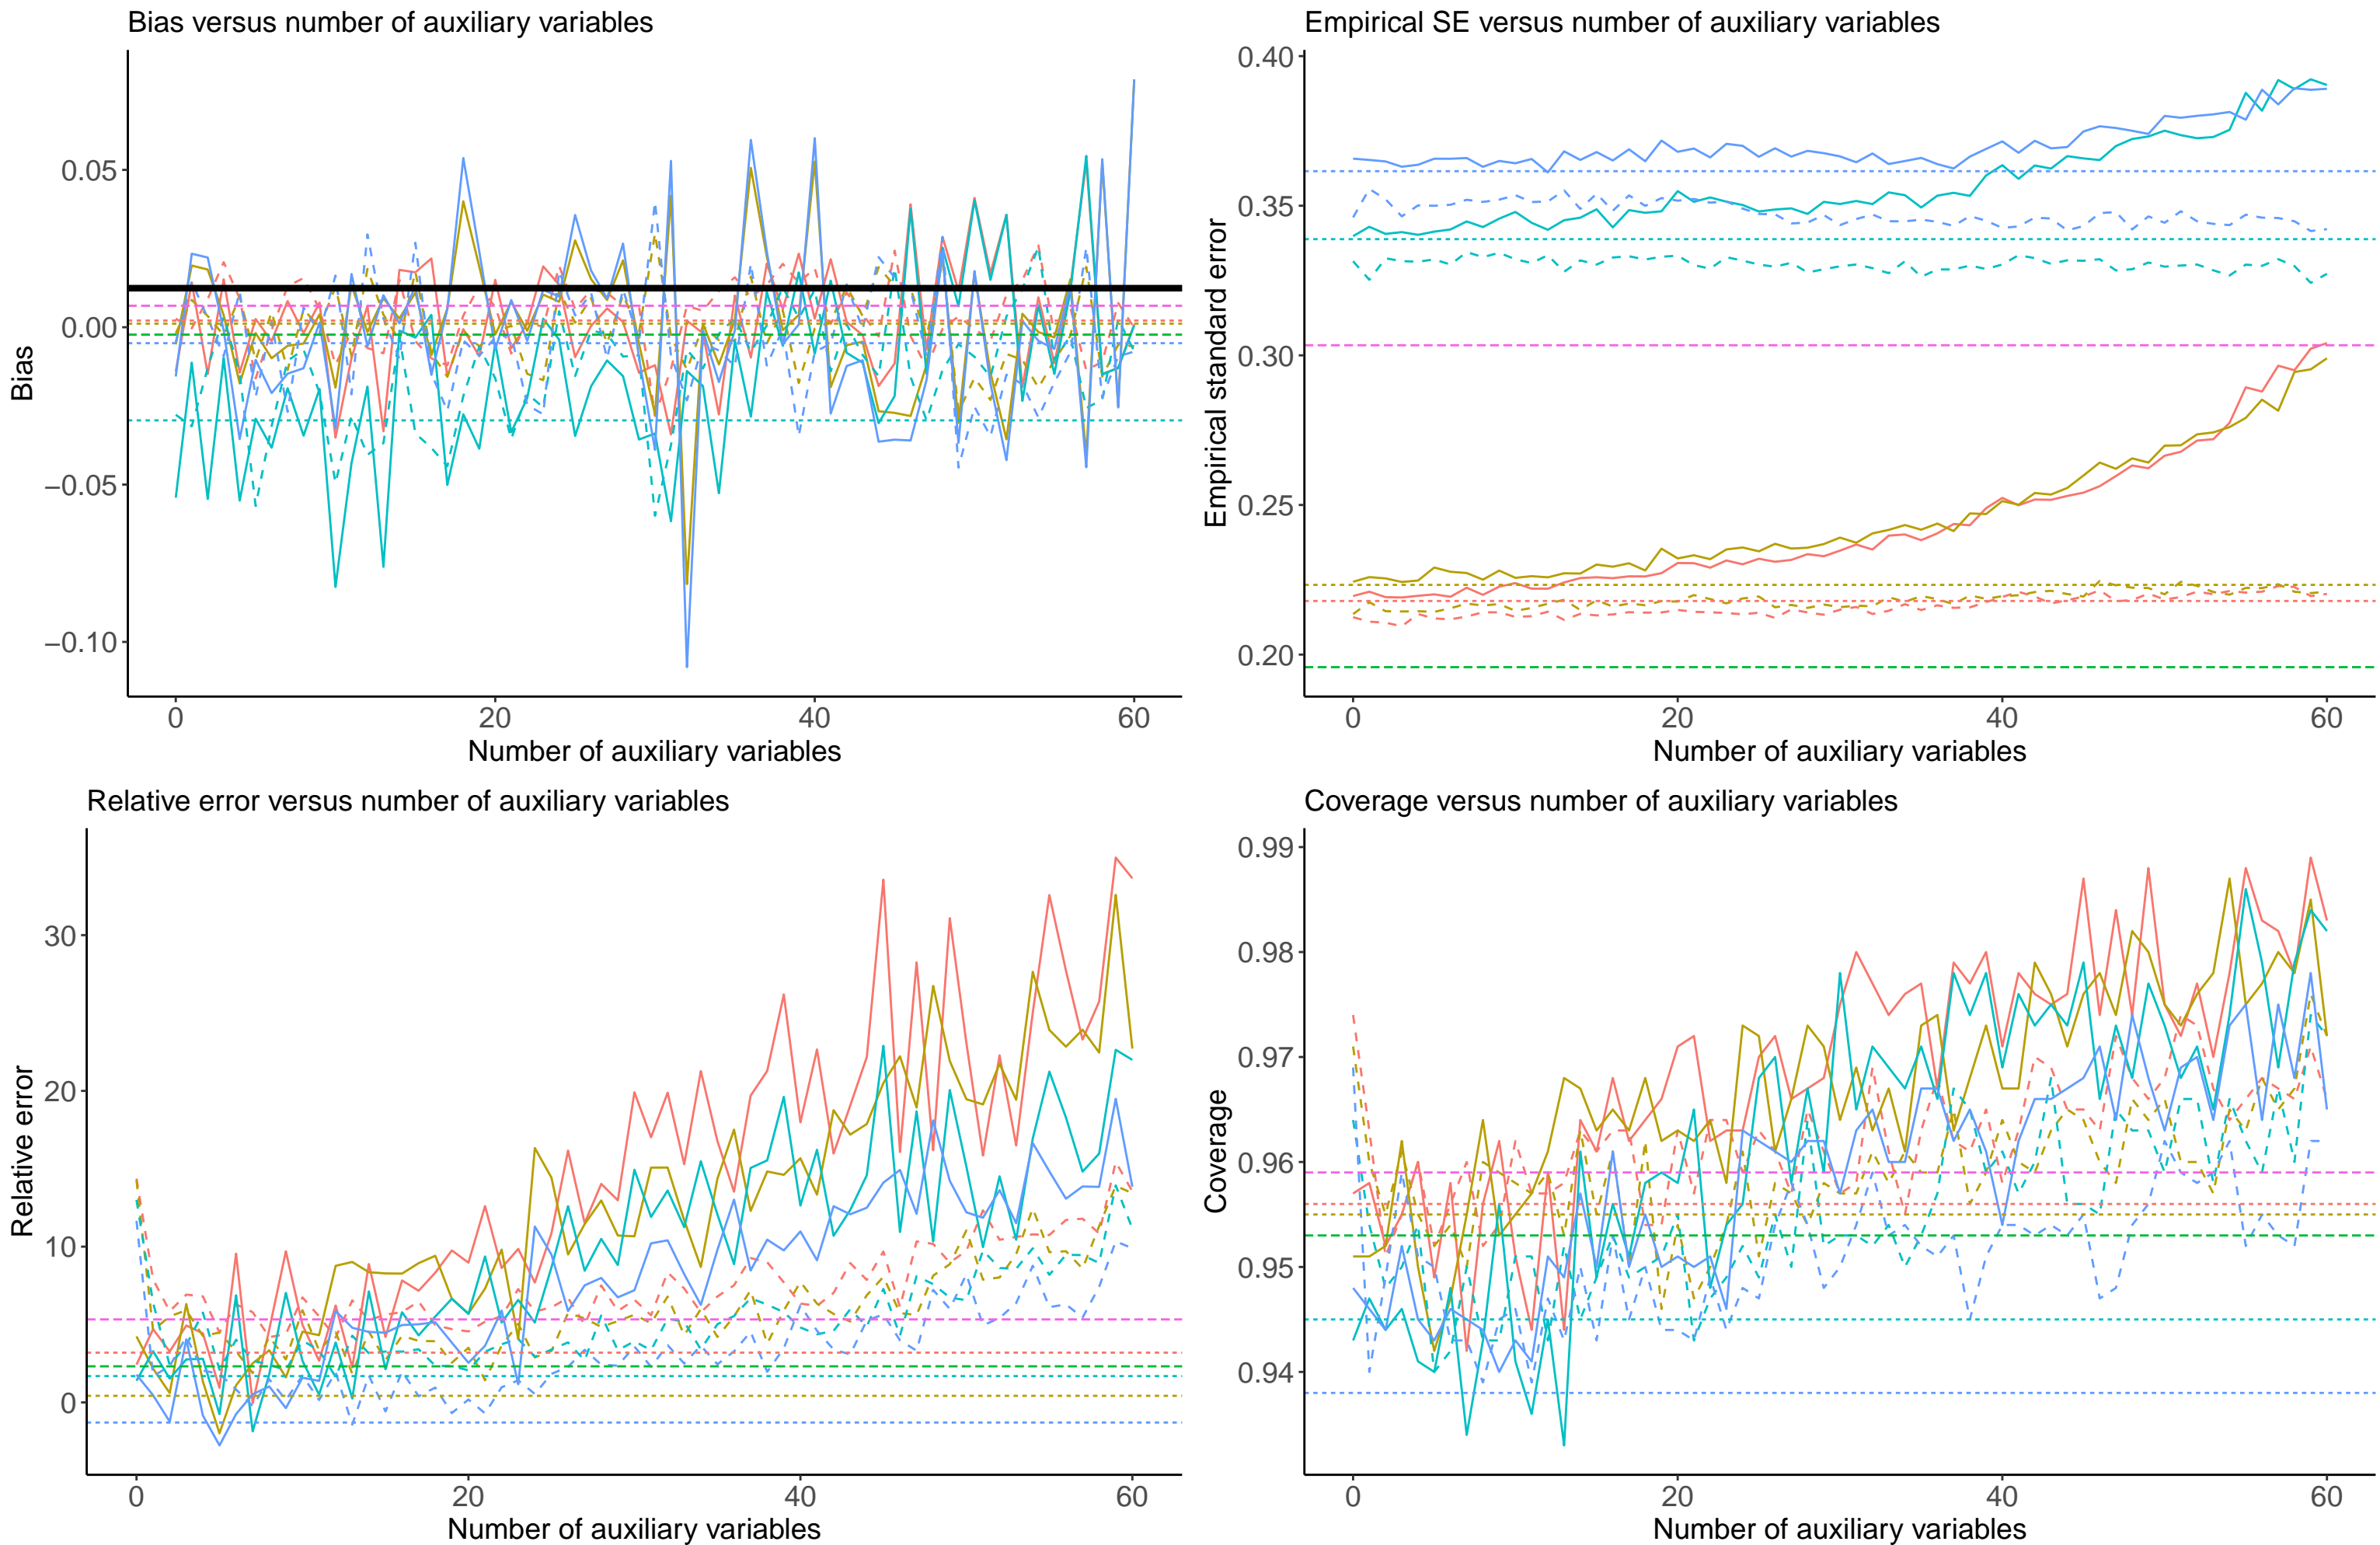 Bias versus number of auxiliary variables
Bias
0.05
0.00
−0.05
−0.10
0 20 40 60
Number of auxiliary variables
Empirical SE versus number of auxiliary variables
Empirical standard error
0.40
0.35
0.30
0.25
0.20
0 20 40 60
Number of auxiliary variables
Relative error versus number of auxiliary variables
Relative error
30
20
10
0
0 20 40 60
Number of auxiliary variables
Coverage versus number of auxiliary variables
Coverage
0.99
0.98
0.97
0.96
0.95
0.94
0 20 40 60
Number of auxiliary variables